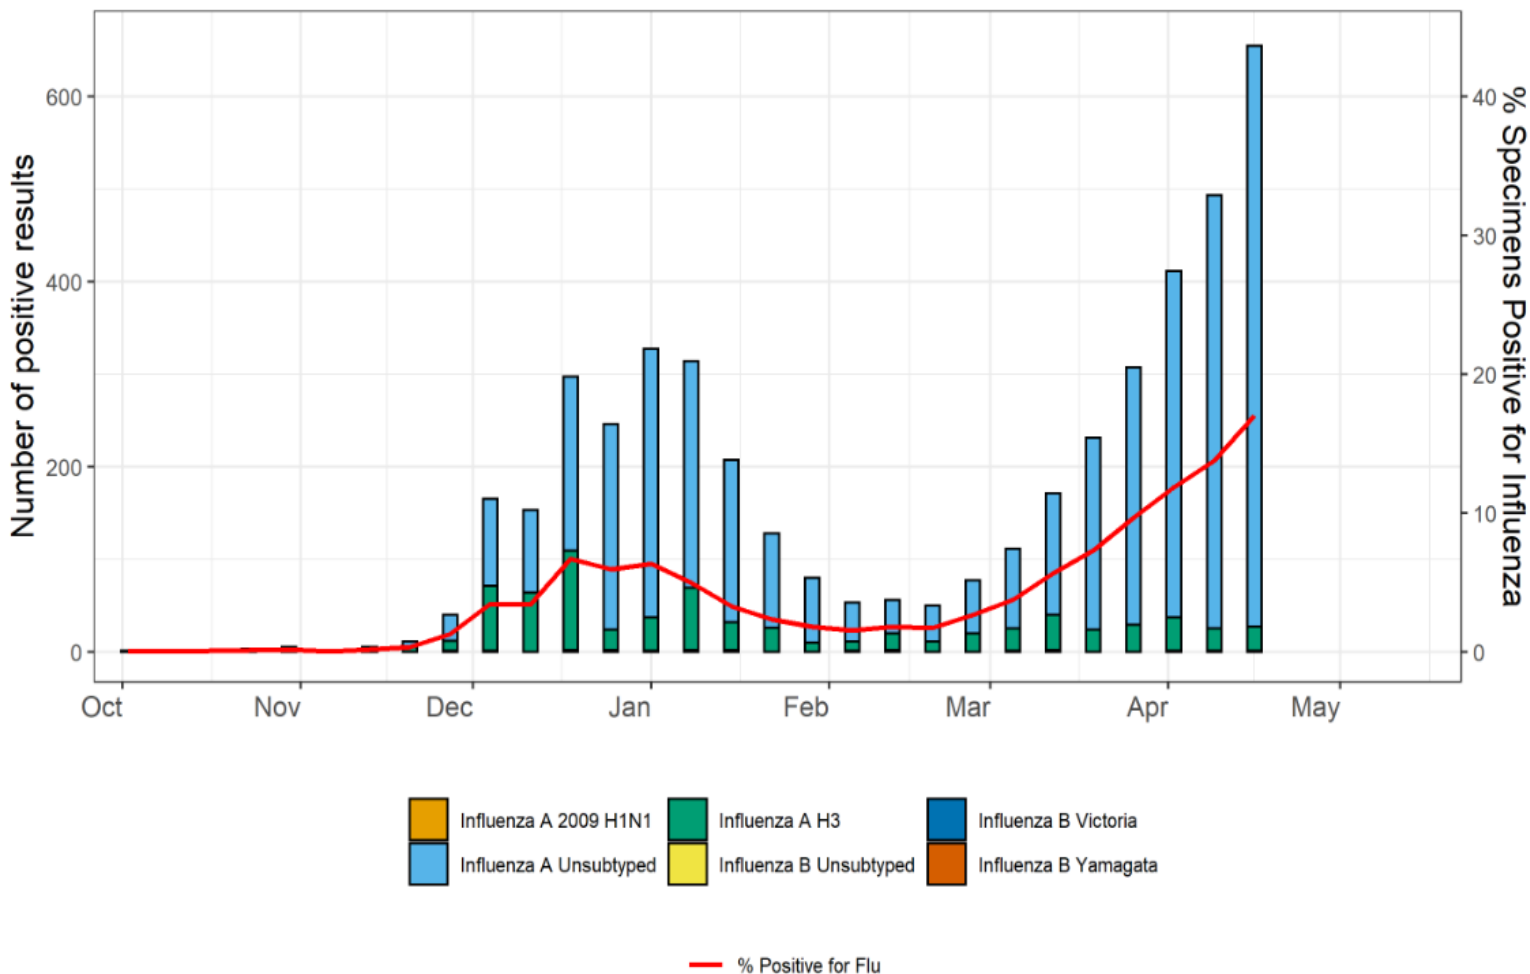 Number of positive results
600
400
200
0
% Specimens Positive for Influenza
40
30
20
10
0
Oct Nov Dec Jan Feb Mar Apr May
Influenza A 2009 H1N1 Influenza A H3 Influenza B Victoria
Influenza A Unsubtyped Influenza B Unsubtyped Influenza B Yamagata
% Positive for Flu